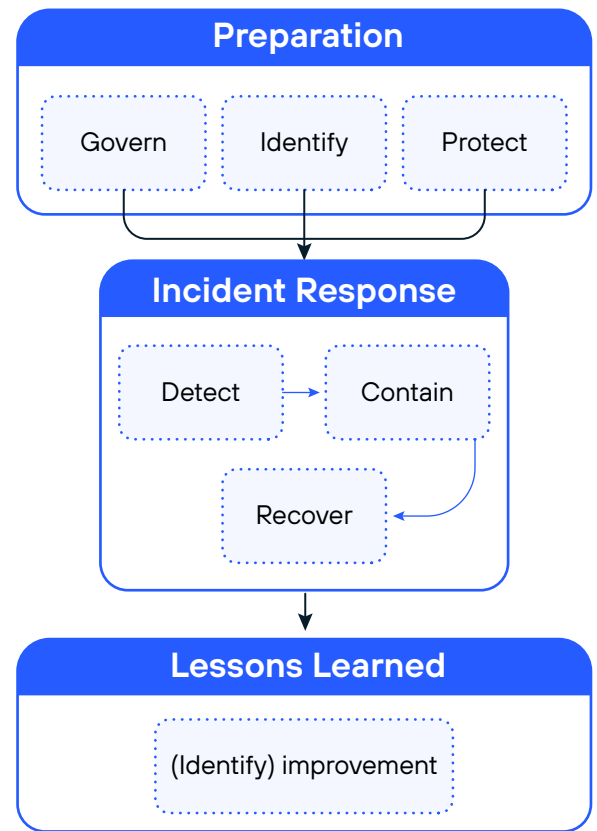 Preparation
Govern
Identify
Protect
Incident Response
Detect
Contain
Recover
Lessons Learned
(Identify) improvement